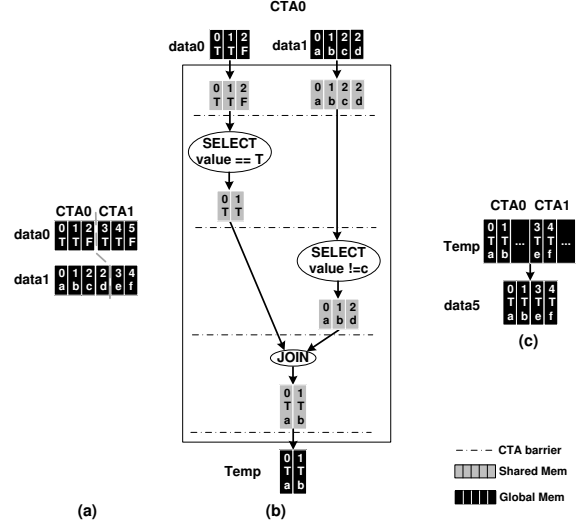 CTA0
data0
0 1 2
T T F
data1
0 1 2 2
a b c d
0 1 2
T T F
0 1 2 2
a b c d
SELECT
value == T
0 1
T T
SELECT
value !=c
0 1 2
a b d
JOIN
0 1
T T
a b
Temp
0 1
T T
a b
(b)
CTA0 CTA1
data0
0 1 2 3 4 5
T T F T T F
data1
0 1 2 2 3 4
a b c d e f
(a)
CTA0 CTA1
Temp
0 1 ... 3 4 ...
T T T T
a b e f
data5
0 1 3 4
T T T T
a b e f
(c)
CTA barrier
Shared Mem
Global Mem